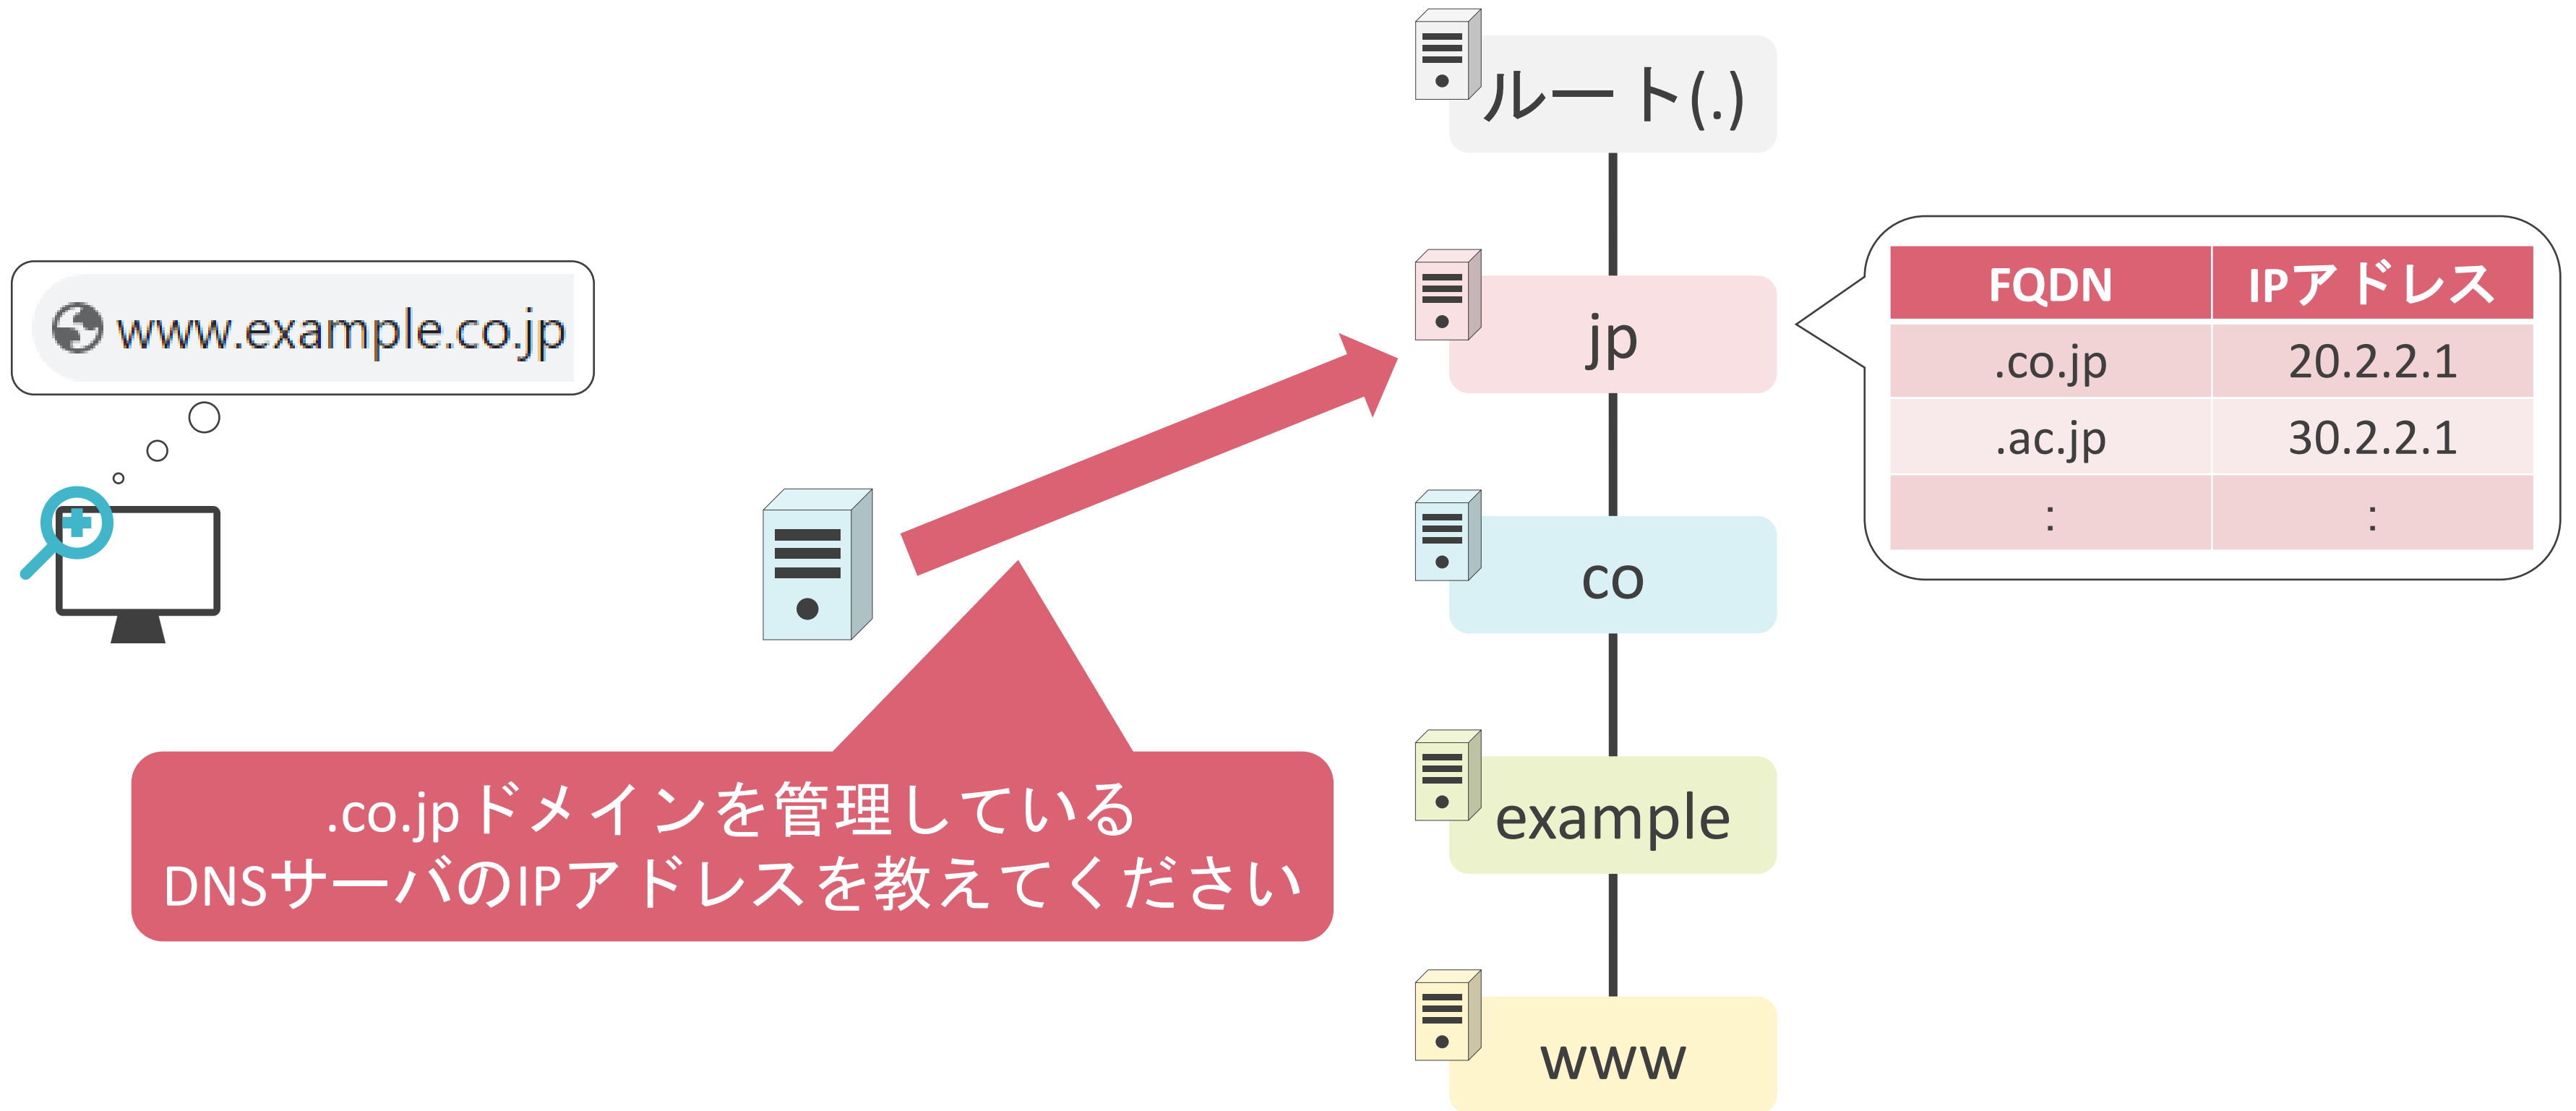 ルート(.)
www.example.co.jp
jp
FQDN IPアドレス
.co.jp 20.2.2.1
.ac.jp 30.2.2.1
: :
co
.co.jpドメインを管理している
DNSサーバのIPアドレスを教えてください
example
www